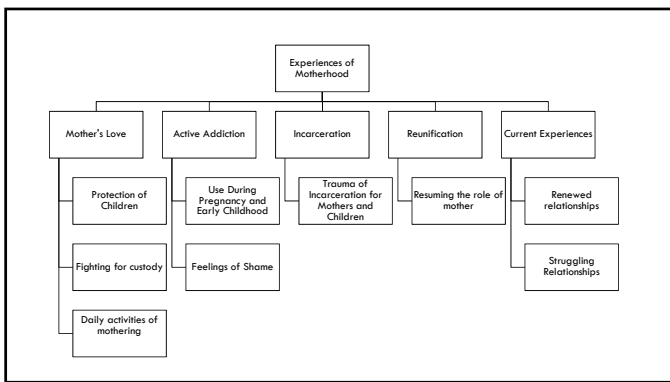 Experiences of
Motherhood
Mother's Love
Active Addiction
Incarceration
Reunification
Current Experiences
Protection of
Children
Use During
Pregnancy and
Early Childhood
Trauma of
Incarceration for
Mothers and
Children
Resuming the role of
mother
Renewed
relationships
Fighting for custody
Feelings of Shame
Struggling
Relationships
Daily activities of
mothering